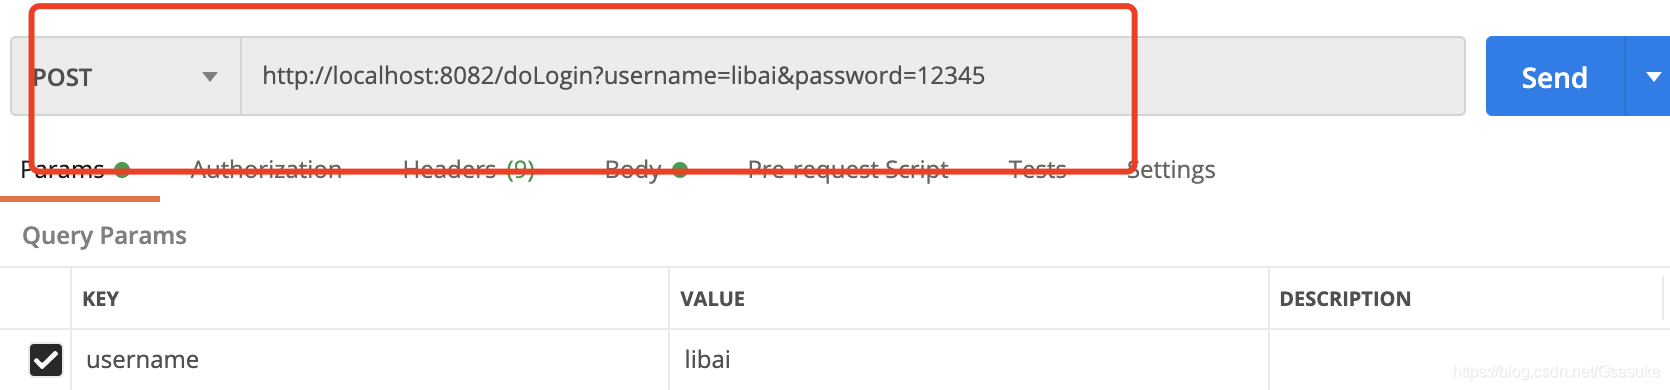 POST http://localhost:8082/doLogin?username=libai&password=12345 Send
Params Authorization Headers (9) Body Pre-request Script Tests Settings
Query Params
KEY VALUE DESCRIPTION
username libai
https://blog.csdn.net/Gsasuke